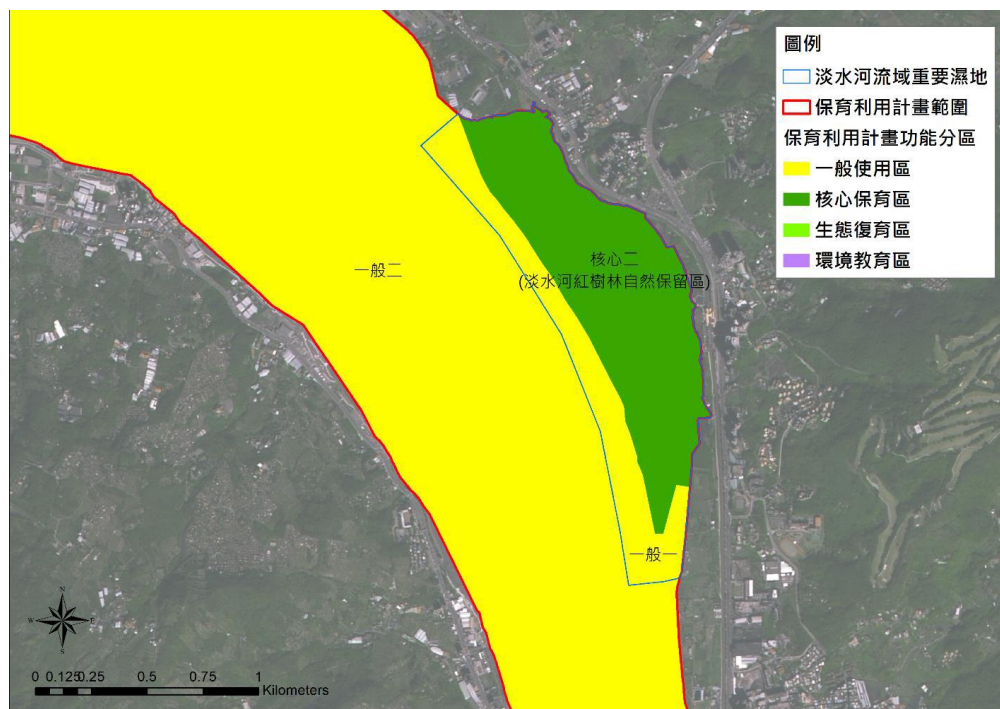 圖例
淡水河流域重要濕地
保育利用計畫範圍
保育利用計畫功能分區
一般使用區
核心保育區
生態復育區
環境教育區
一般二
核心二
(淡水河紅樹林自然保留區)
一般一
N
W E
S
0 0.125 0.25 0.5 0.75 1
Kilometers